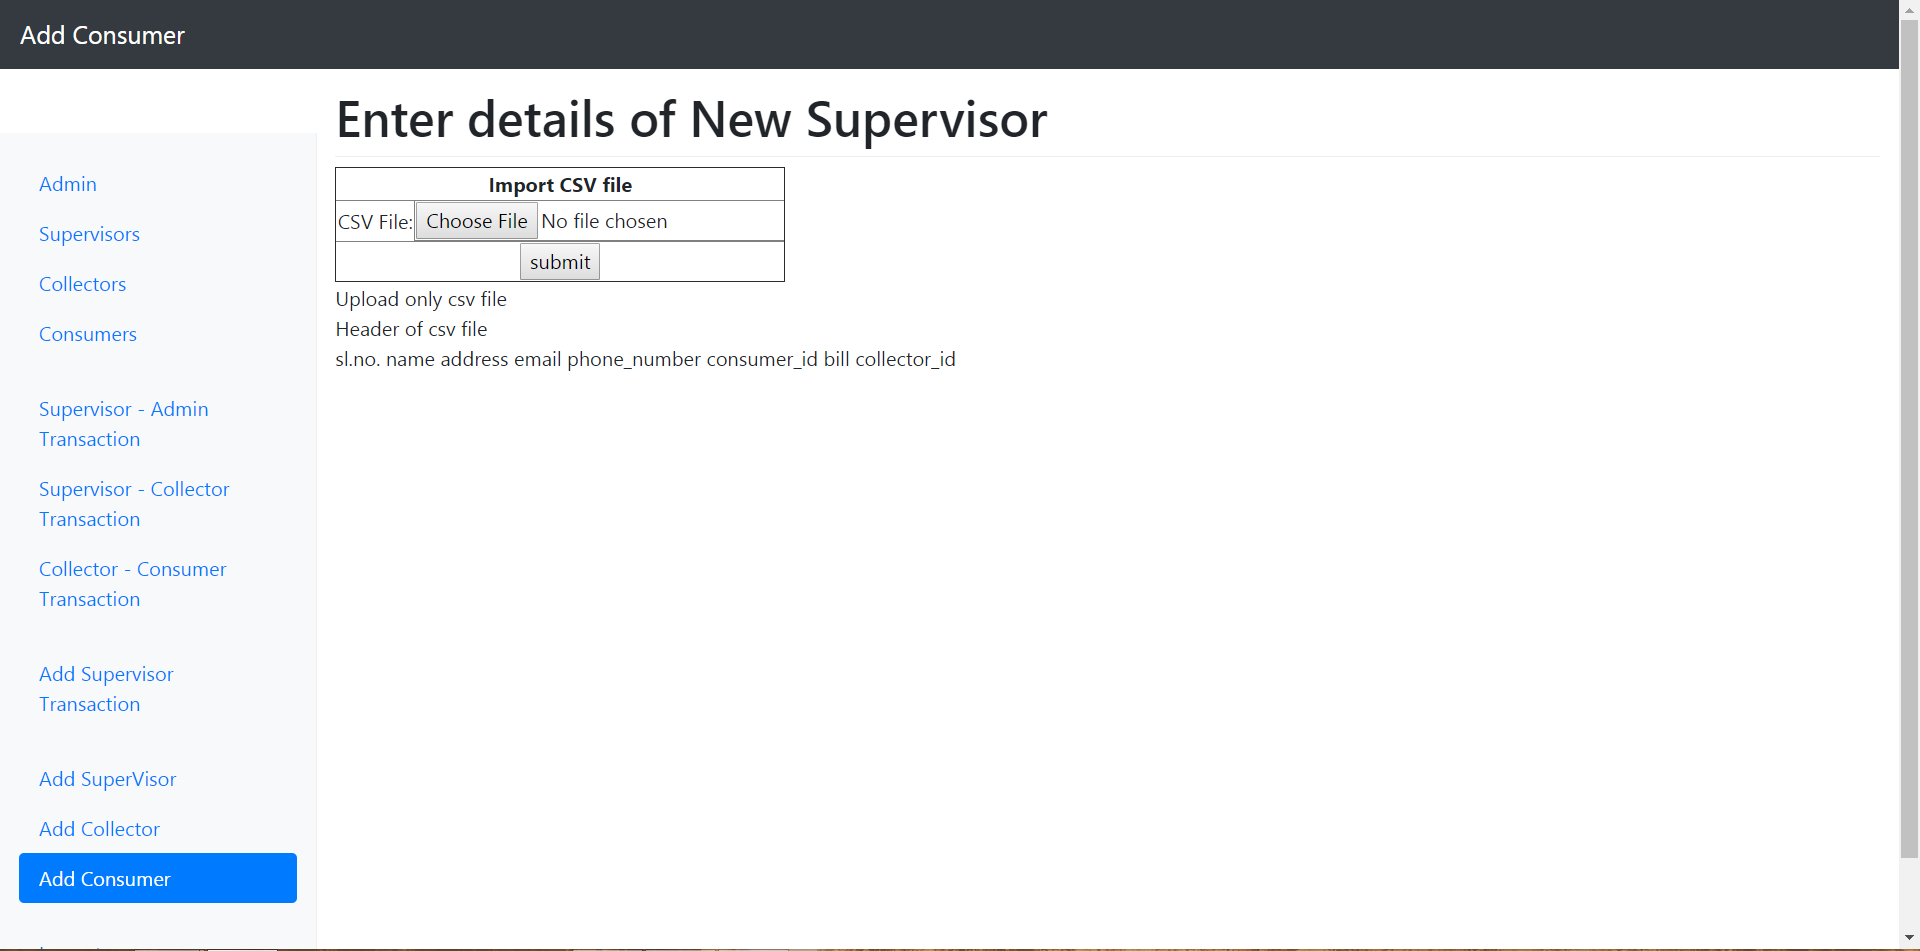 Add Consumer
Enter details of New Supervisor
Admin
Supervisors
Collectors
Consumers
Supervisor - Admin
Transaction
Supervisor - Collector
Transaction
Collector - Consumer
Transaction
Add Supervisor
Transaction
Add SuperVisor
Add Collector
Add Consumer
Import CSV file
CSV File: Choose File No file chosen
submit
Upload only csv file
Header of csv file
sl.no. name address email phone_number consumer_id bill collector_id